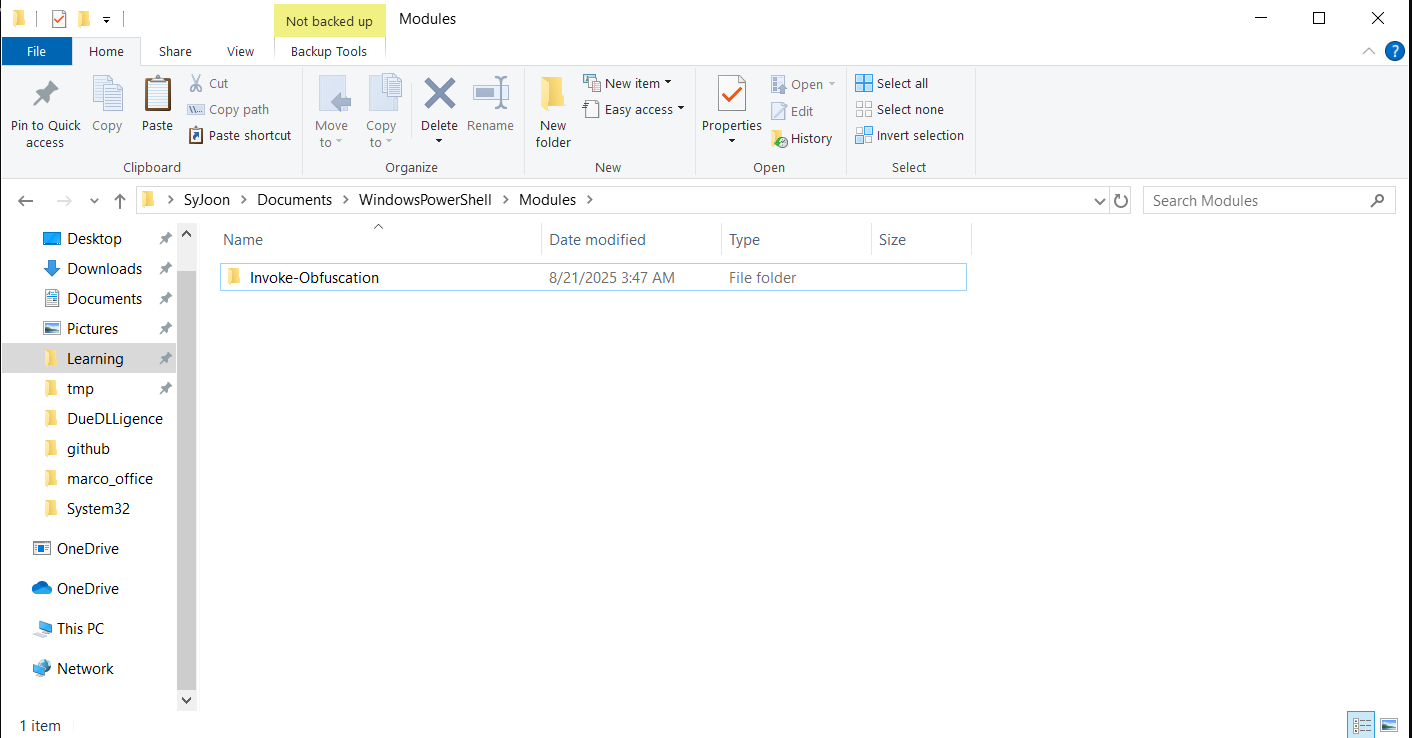 Not backed up
Modules
File
Home
Share
View
Backup Tools
Pin to Quick
access
Copy
Paste
Cut
Copy path
Paste shortcut
Clipboard
Move
to
Copy
to
Delete
Rename
Organize
New
folder
New item
Easy access
New
Properties
Open
Edit
History
Open
Select all
Select none
Invert selection
Select
SyJoon > Documents > WindowsPowerShell > Modules >
Search Modules
Desktop
Downloads
Documents
Pictures
Learning
tmp
DueDLLigence
github
marco_office
System32
OneDrive
OneDrive
This PC
Network
Name Date modified Type Size
Invoke-Obfuscation 8/21/2025 3:47 AM File folder
1 item